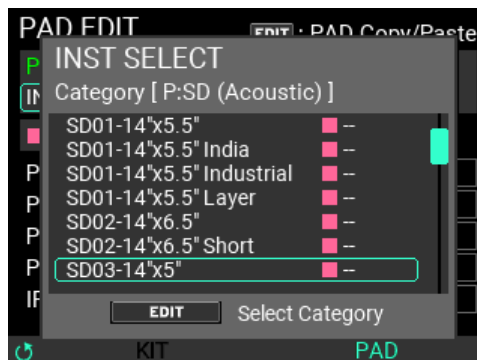 PAD EDIT EDIT : PAD Copy/Paste
INST SELECT
Category [ P:SD (Acoustic) ]
SD01-14"x5.5" --
SD01-14"x5.5" India --
SD01-14"x5.5" Industrial --
SD01-14"x5.5" Layer --
SD02-14"x6.5" --
SD02-14"x6.5" Short --
SD03-14"x5" --
EDIT Select Category
KIT PAD